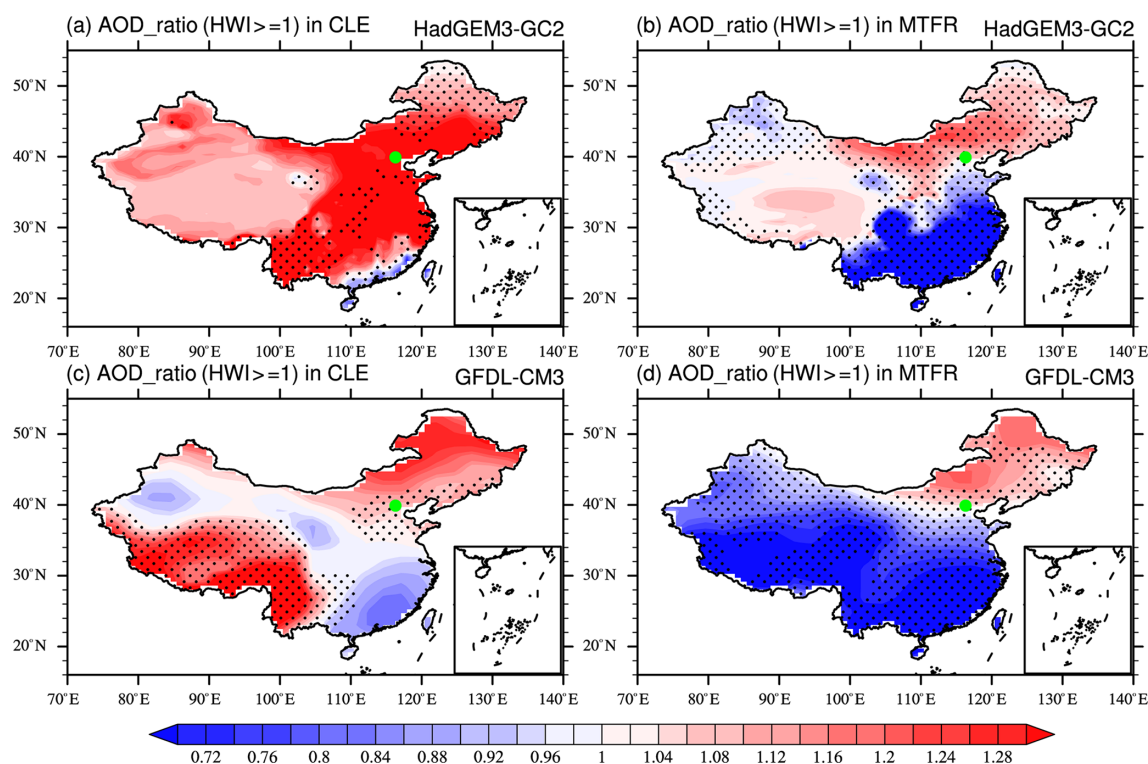 (a) AOD_ratio (HWI>=1) in CLE HadGEM3-GC2 (b) AOD_ratio (HWI>=1) in MTFR HadGEM3-GC2
50°N 50°N
40°N 40°N
30°N 30°N
20°N 20°N
70°E 80°E 90°E 100°E 110°E 120°E 130°E 140°E 70°E 80°E 90°E 100°E 110°E 120°E 130°E 140°E
(c) AOD_ratio (HWI>=1) in CLE GFDL-CM3 (d) AOD_ratio (HWI>=1) in MTFR GFDL-CM3
50°N 50°N
40°N 40°N
30°N 30°N
20°N 20°N
70°E 80°E 90°E 100°E 110°E 120°E 130°E 140°E 70°E 80°E 90°E 100°E 110°E 120°E 130°E 140°E
0.72 0.76 0.8 0.84 0.88 0.92 0.96 1 1.04 1.08 1.12 1.16 1.2 1.24 1.28